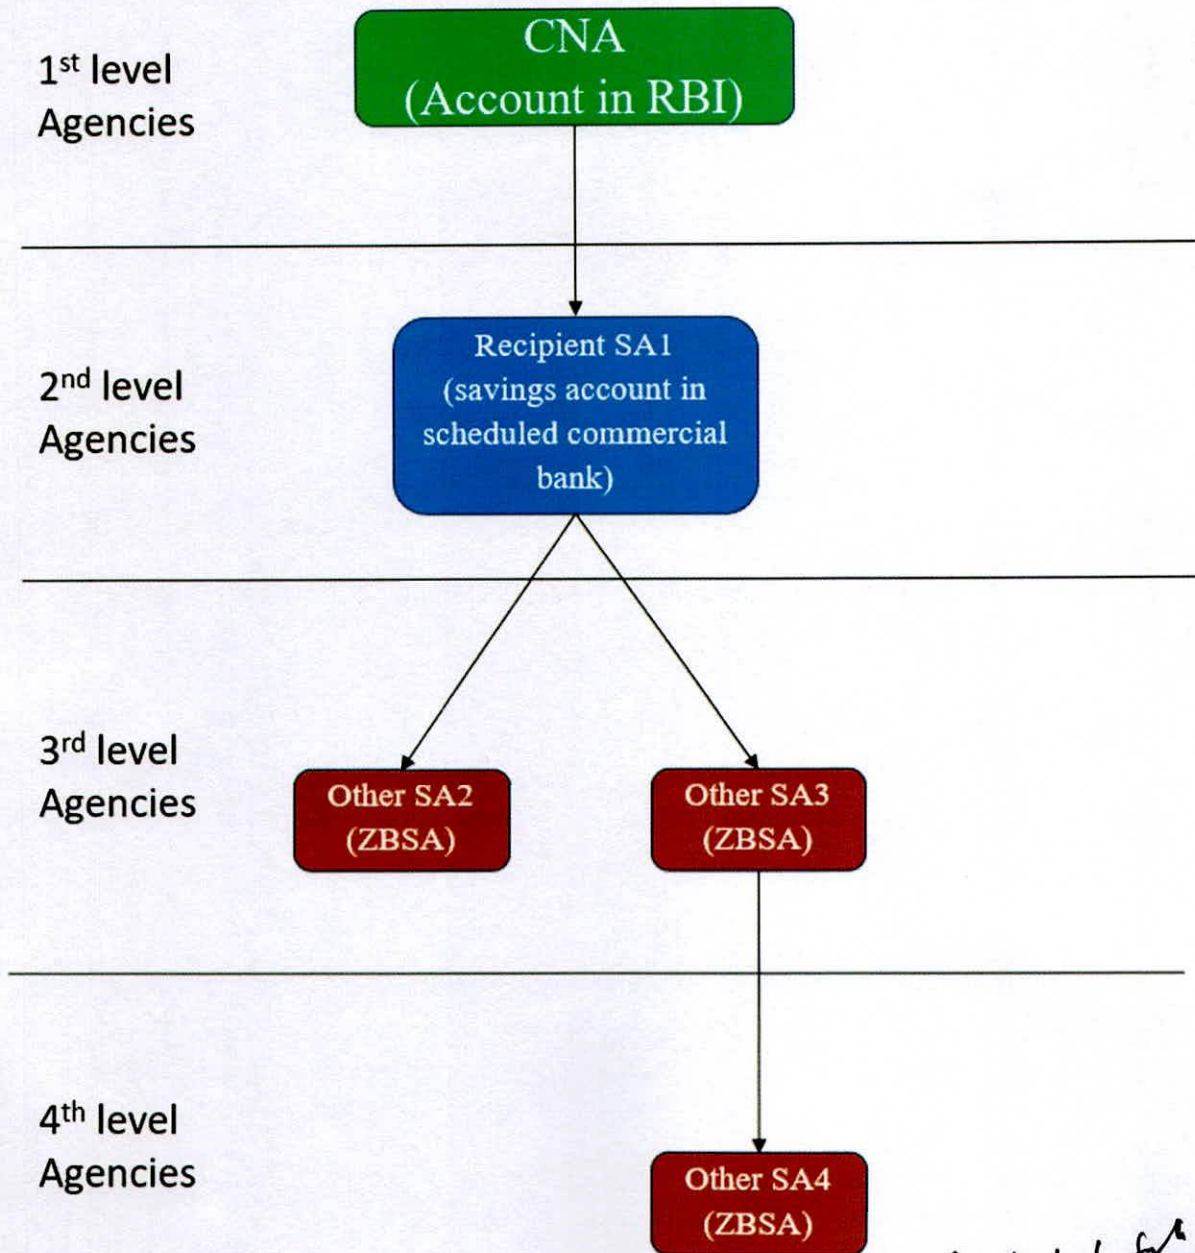 CNA
(Account in RBI)
1st level
Agencies
Recipient SA1
(savings account in
scheduled commercial
bank)
2nd level
Agencies
3rd level
Agencies
Other SA2
(ZBSA)
Other SA3
(ZBSA)
4th level
Agencies
Other SA4
(ZBSA)